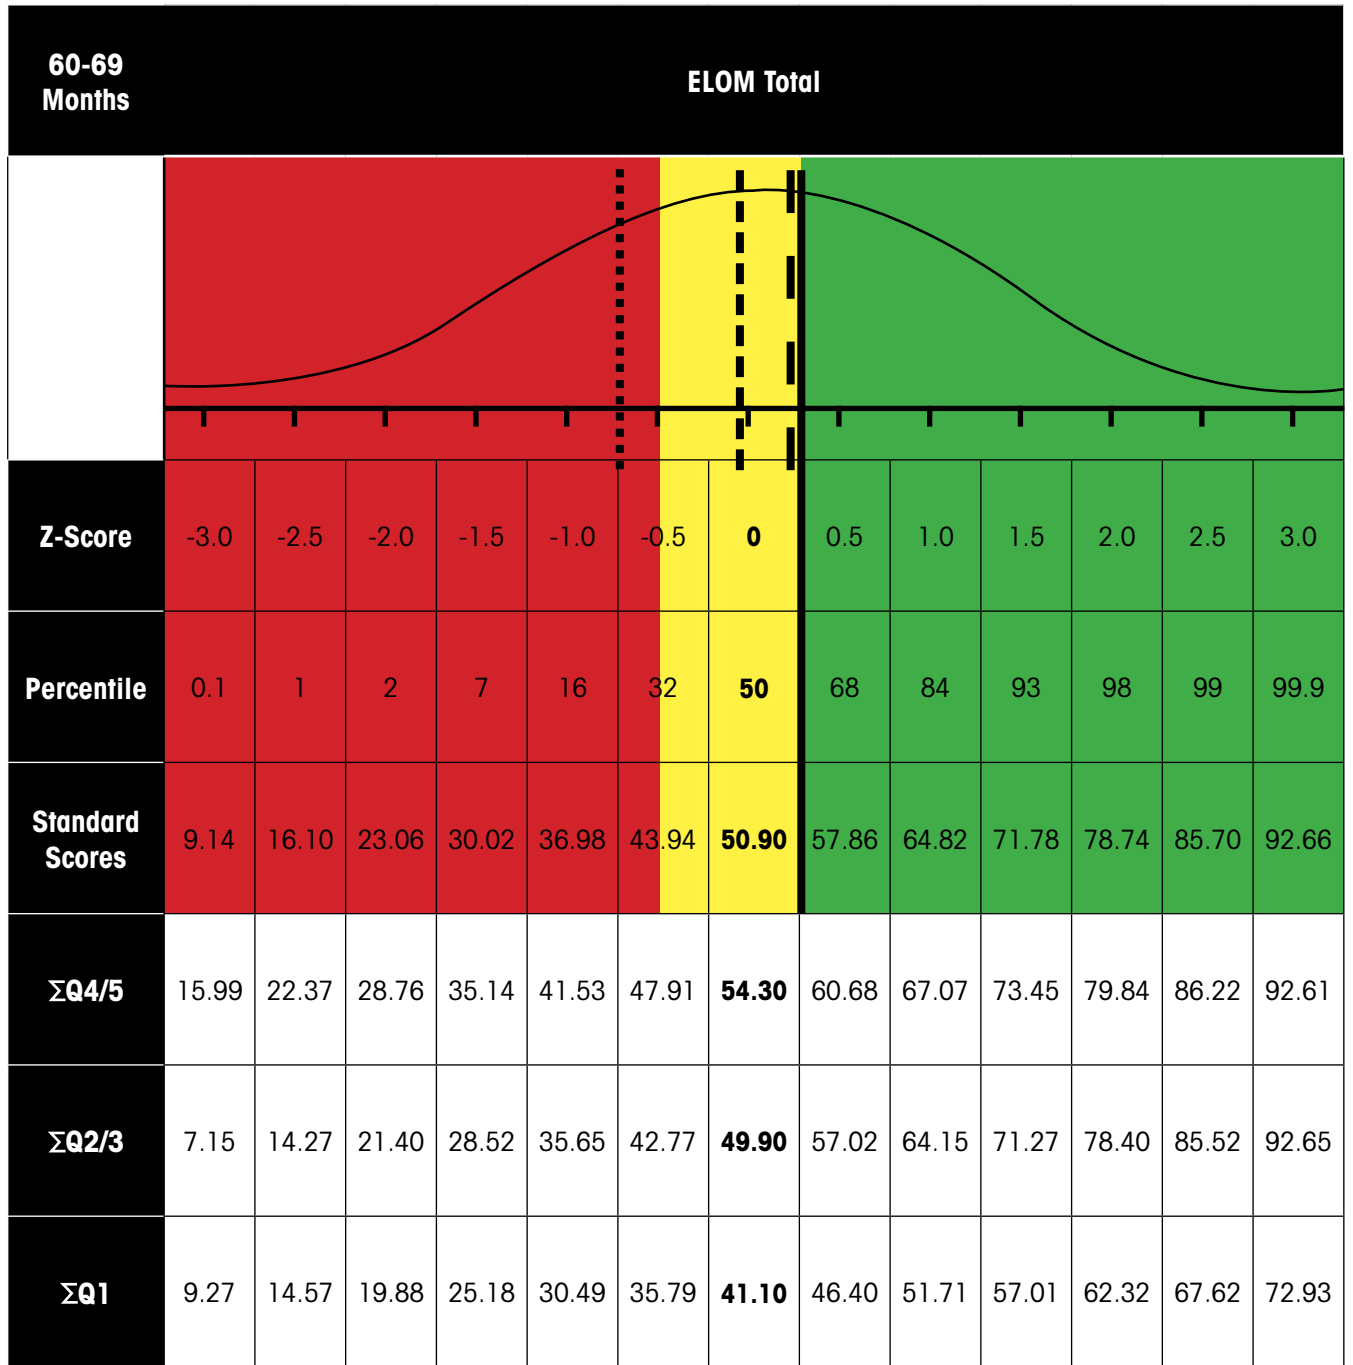 60-69
Months
ELOM Total
Z-Score -3.0 -2.5 -2.0 -1.5 -1.0 -0.5 0 0.5 1.0 1.5 2.0 2.5 3.0
Percentile 0.1 1 2 7 16 32 50 68 84 93 98 99 99.9
Standard
Scores 9.14 16.10 23.06 30.02 36.98 43.94 50.90 57.86 64.82 71.78 78.74 85.70 92.66
ΣQ4/5 15.99 22.37 28.76 35.14 41.53 47.91 54.30 60.68 67.07 73.45 79.84 86.22 92.61
ΣQ2/3 7.15 14.27 21.40 28.52 35.65 42.77 49.90 57.02 64.15 71.27 78.40 85.52 92.65
ΣQ1 9.27 14.57 19.88 25.18 30.49 35.79 41.10 46.40 51.71 57.01 62.32 67.62 72.93